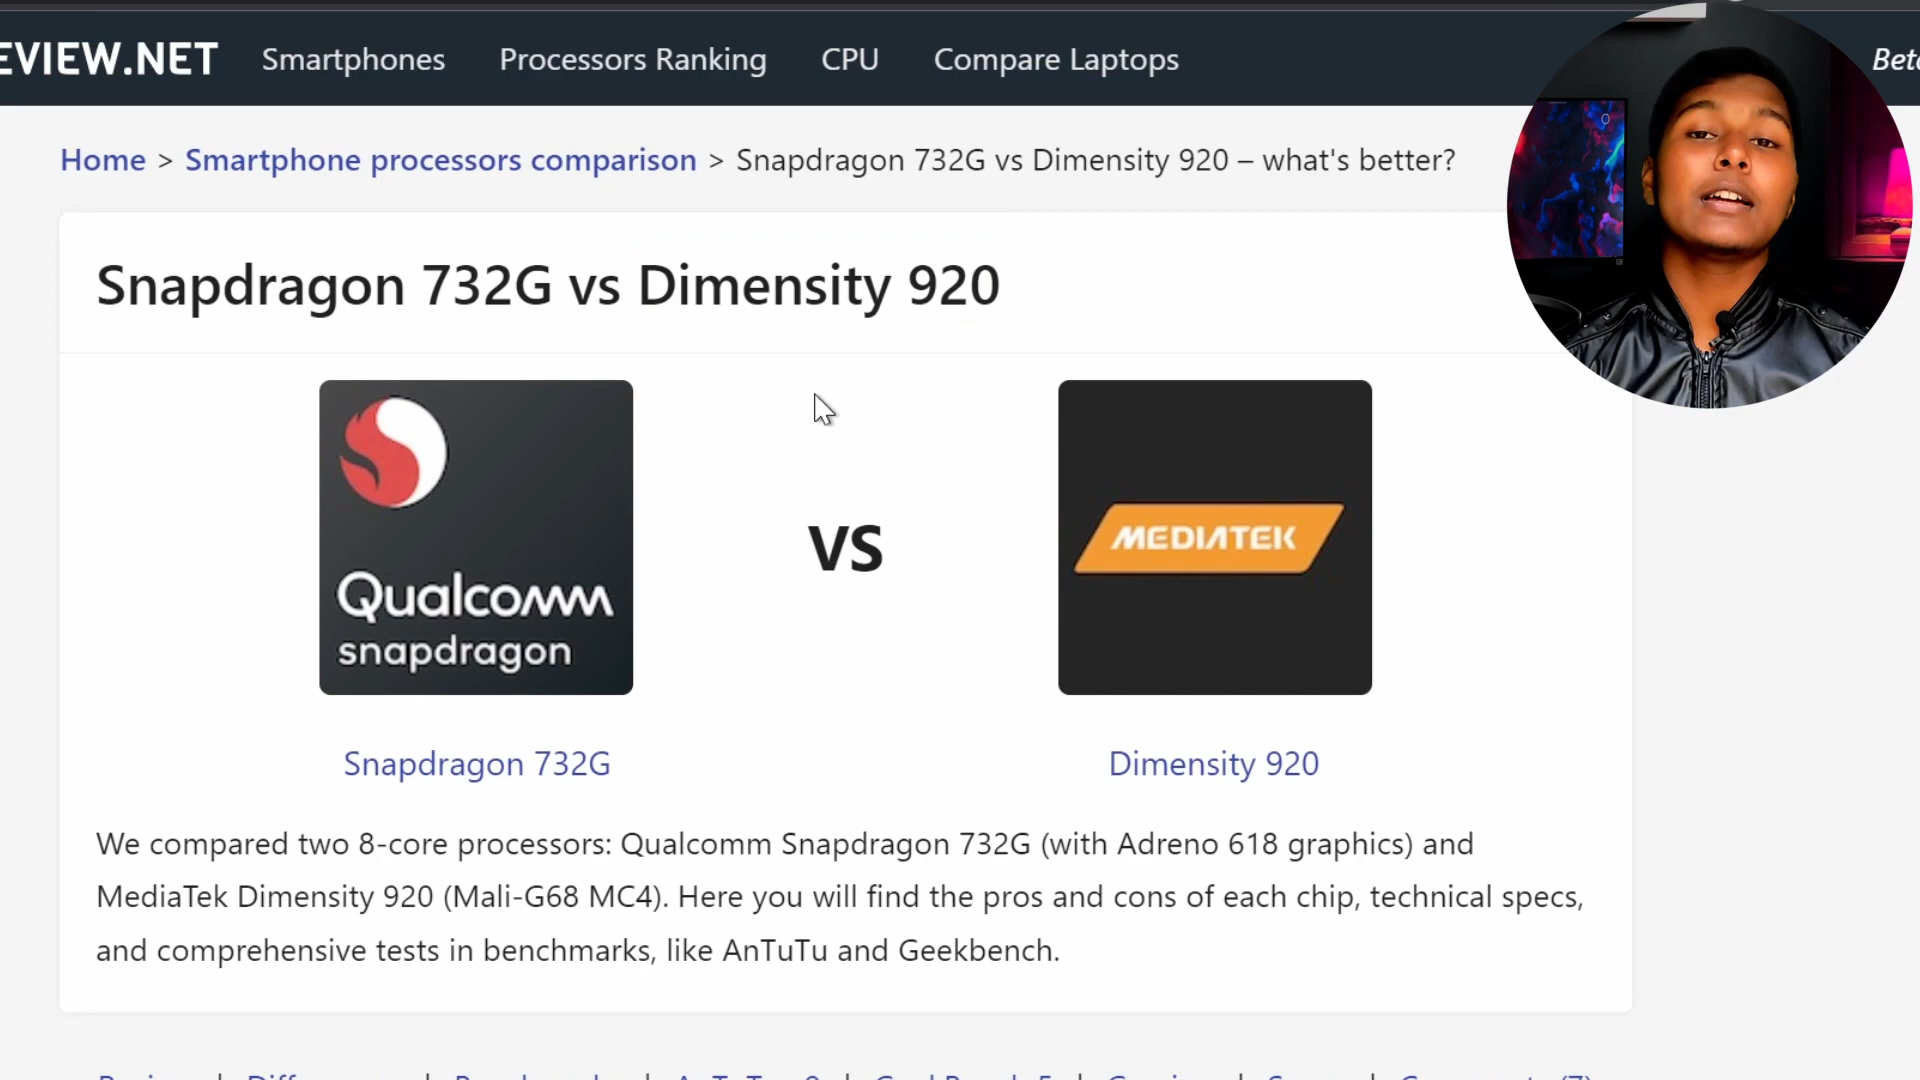 EVIEW.NET Smartphones Processors Ranking CPU Compare Laptops
Home > Smartphone processors comparison > Snapdragon 732G vs Dimensity 920 – what's better?
Snapdragon 732G vs Dimensity 920
Qualcomm
snapdragon
VS
MEDIATEK
Snapdragon 732G Dimensity 920
We compared two 8-core processors: Qualcomm Snapdragon 732G (with Adreno 618 graphics) and
MediaTek Dimensity 920 (Mali-G68 MC4). Here you will find the pros and cons of each chip, technical specs,
and comprehensive tests in benchmarks, like AnTuTu and Geekbench.